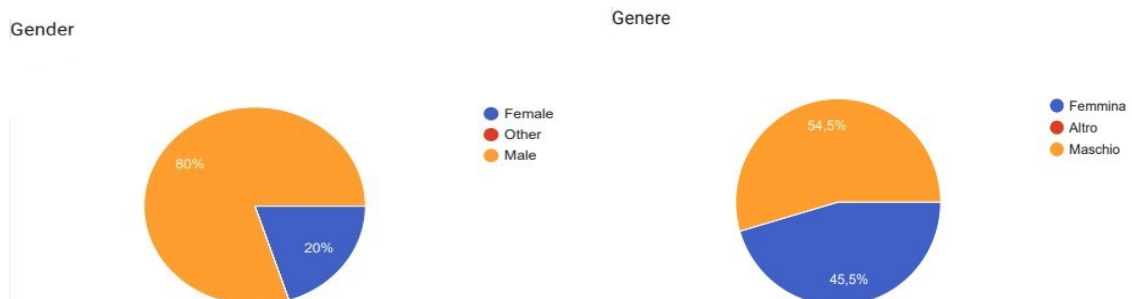 Gender
Female
Other
Male
80%
20%
Genere
Femmina
Altro
Maschio
54,5%
45,5%